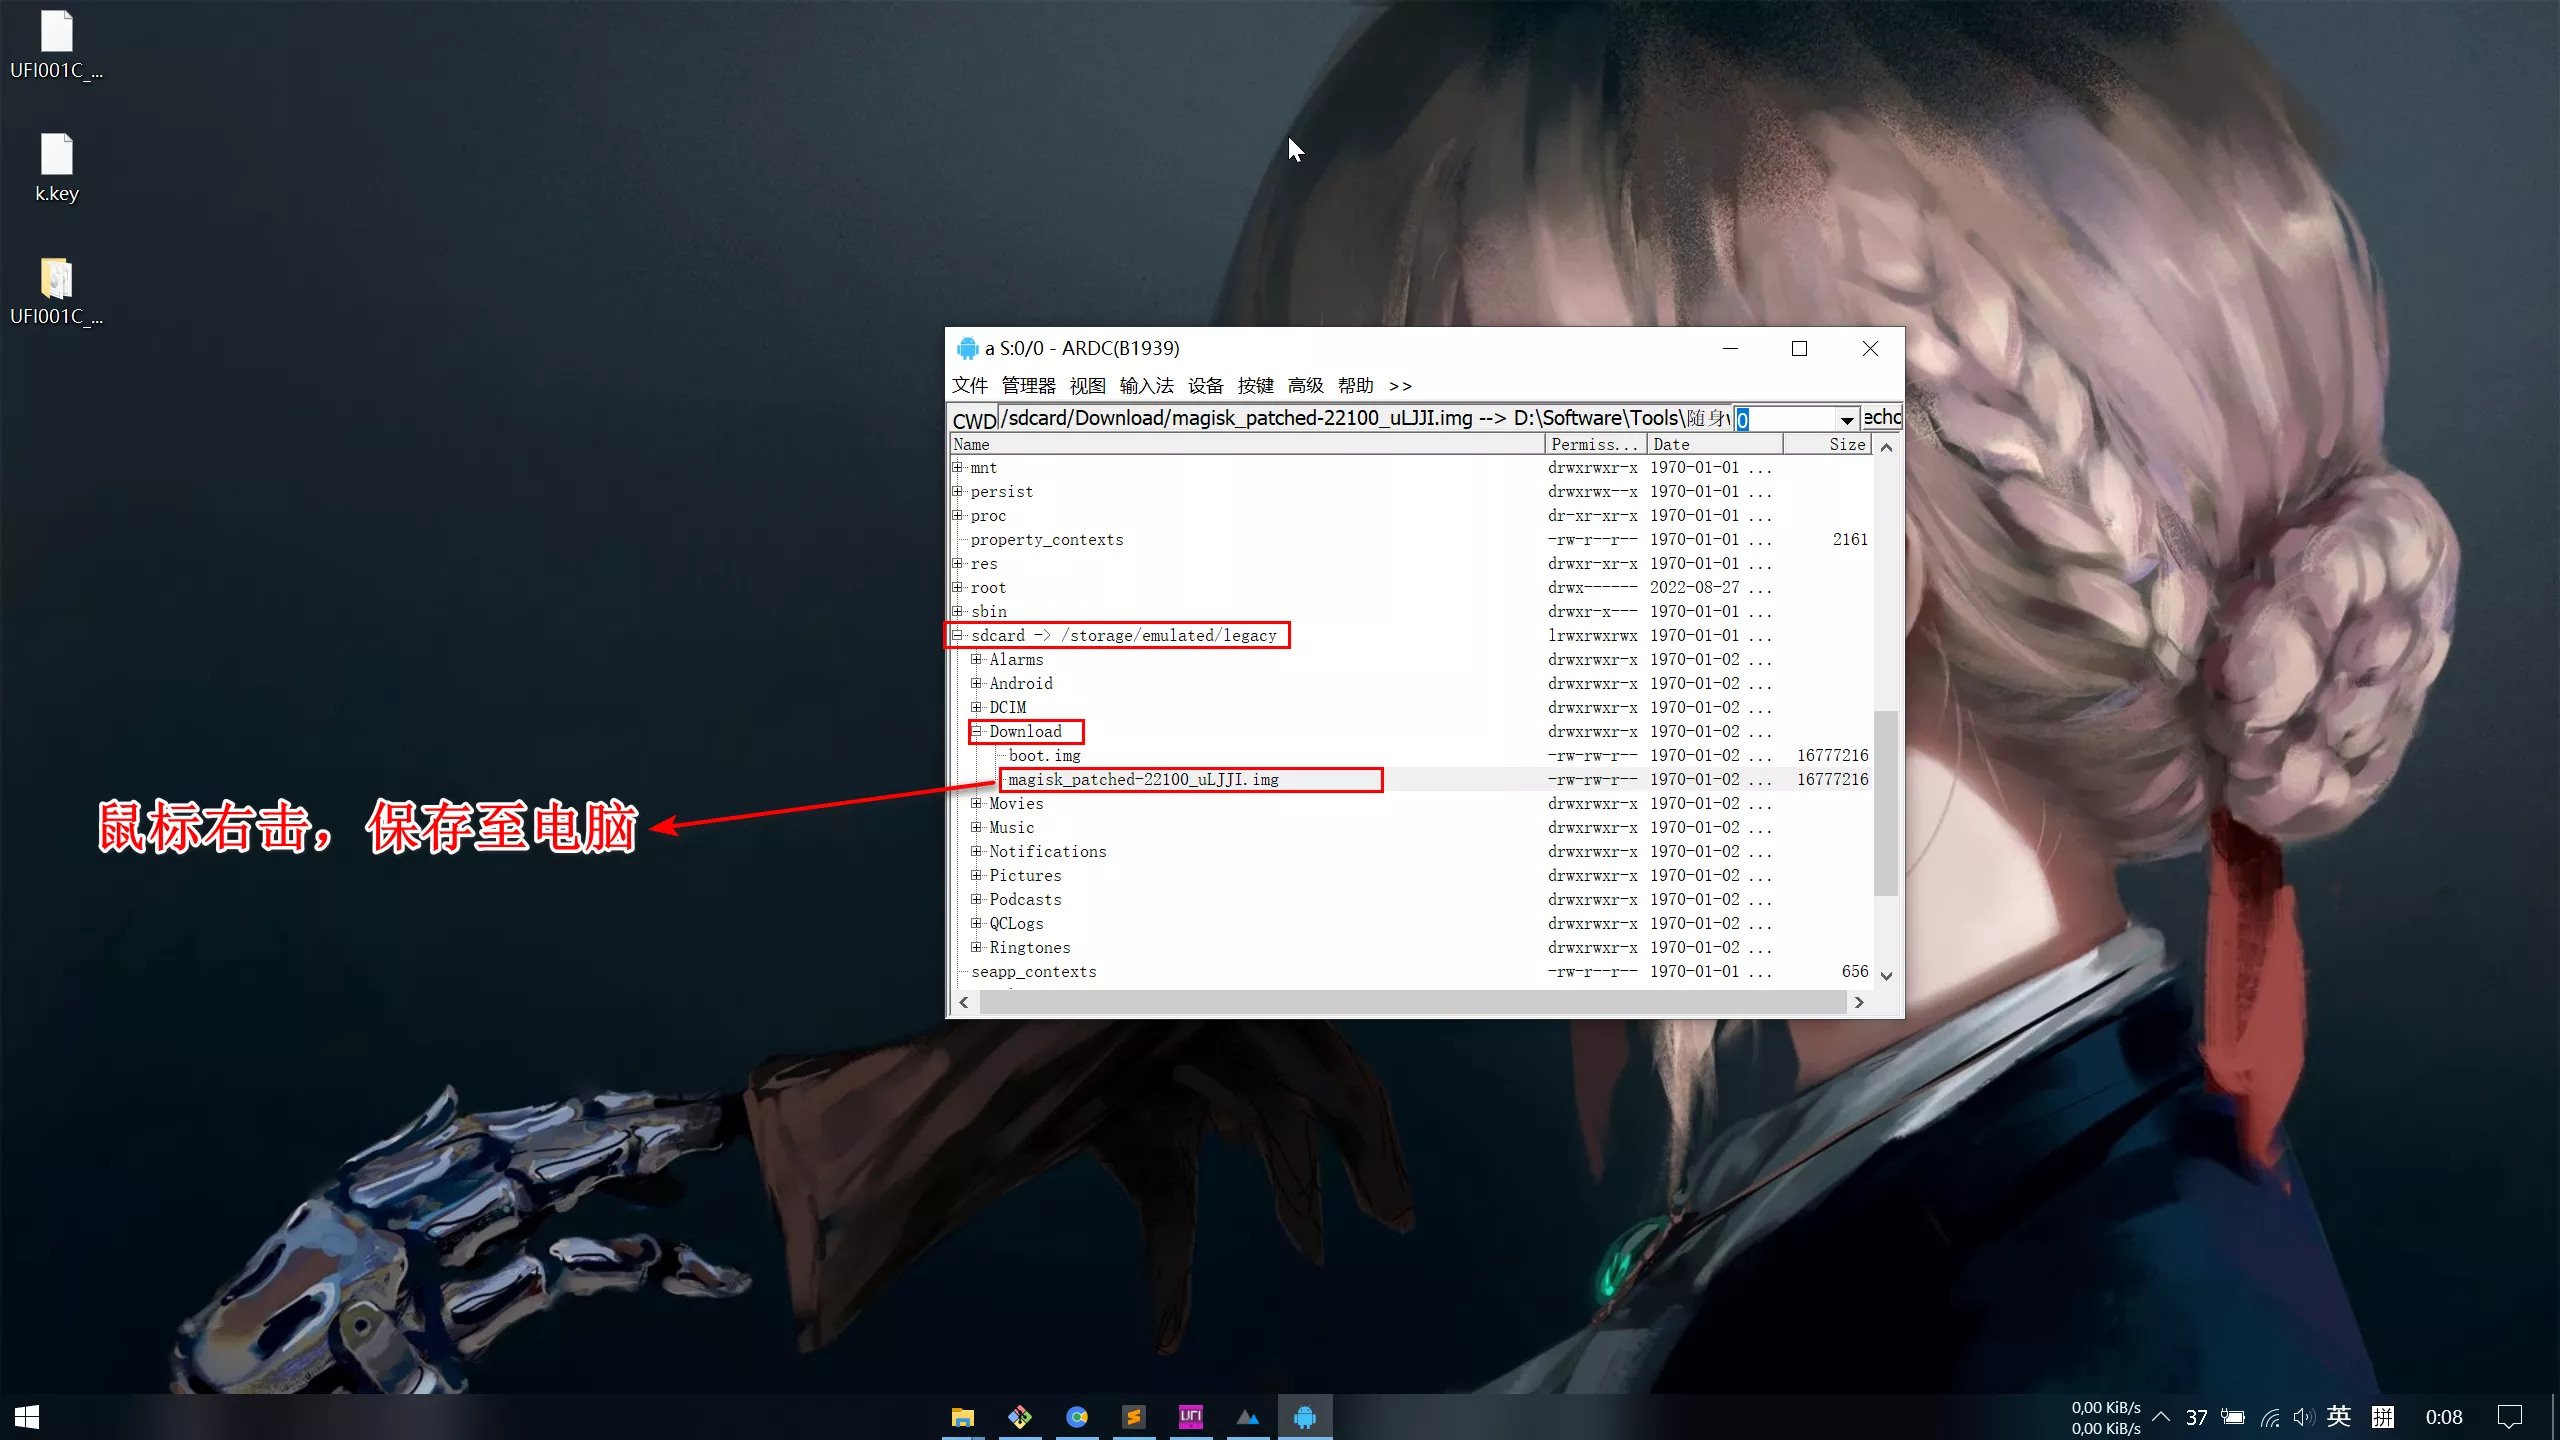 UFI001C_...
k.key
UFI001C_...
a S:0/0 - ARDC(B1939)
文件 管理器 视图 输入法 设备 按键 高级 帮助 >>
CWD /sdcard/Download/magisk_patched-22100_uLJJI.img --> D:\Software\Tools\随身 0 echo
Name Permiss... Date Size
mnt drwxrwxr-x 1970-01-01 ...
persist drwxrwx--x 1970-01-01 ...
proc dr-xr-xr-x 1970-01-01 ...
property_contexts -rw-r--r-- 1970-01-01 ... 2161
res drwxr-xr-x 1970-01-01 ...
root drwx------ 2022-08-27 ...
sbin drwxr-x--- 1970-01-01 ...
sdcard -> /storage/emulated/legacy lrwxrwxrwx 1970-01-01 ...
Alarms drwxrwxr-x 1970-01-02 ...
Android drwxrwxr-x 1970-01-02 ...
DCIM drwxrwxr-x 1970-01-02 ...
Download drwxrwxr-x 1970-01-02 ...
boot.img -rw-rw-r-- 1970-01-02 ... 16777216
magisk_patched-22100_uLJJI.img -rw-rw-r-- 1970-01-02 ... 16777216
Movies drwxrwxr-x 1970-01-02 ...
Music drwxrwxr-x 1970-01-02 ...
Notifications drwxrwxr-x 1970-01-02 ...
Pictures drwxrwxr-x 1970-01-02 ...
Podcasts drwxrwxr-x 1970-01-02 ...
QCLogs drwxrwxr-x 1970-01-02 ...
Ringtones drwxrwxr-x 1970-01-02 ...
seapp_contexts -rw-r--r-- 1970-01-01 ... 656
鼠标右击，保存至电脑
UFI
0,00 KiB/s
0,00 KiB/s
37 英 拼 0:08